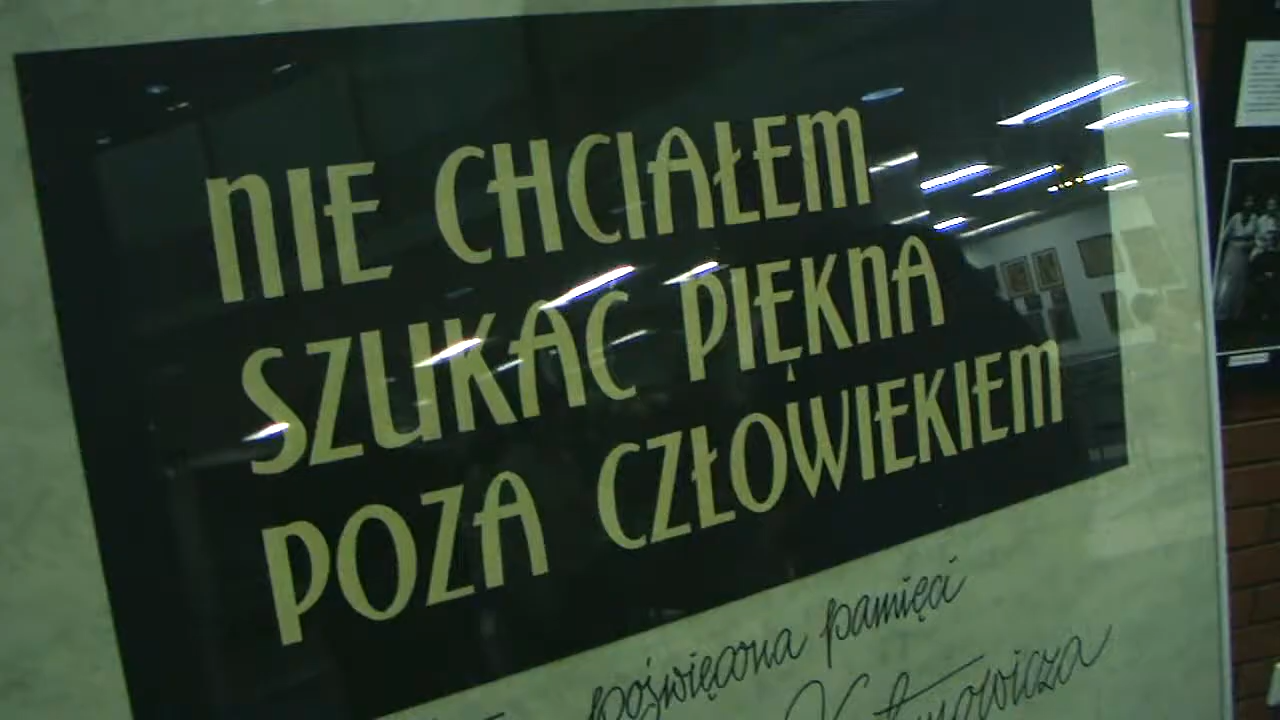 NIE CHCIAŁEM
SZUKAĆ PIĘKNA
POZA CZŁOWIEKIEM
poświęcona pamięci